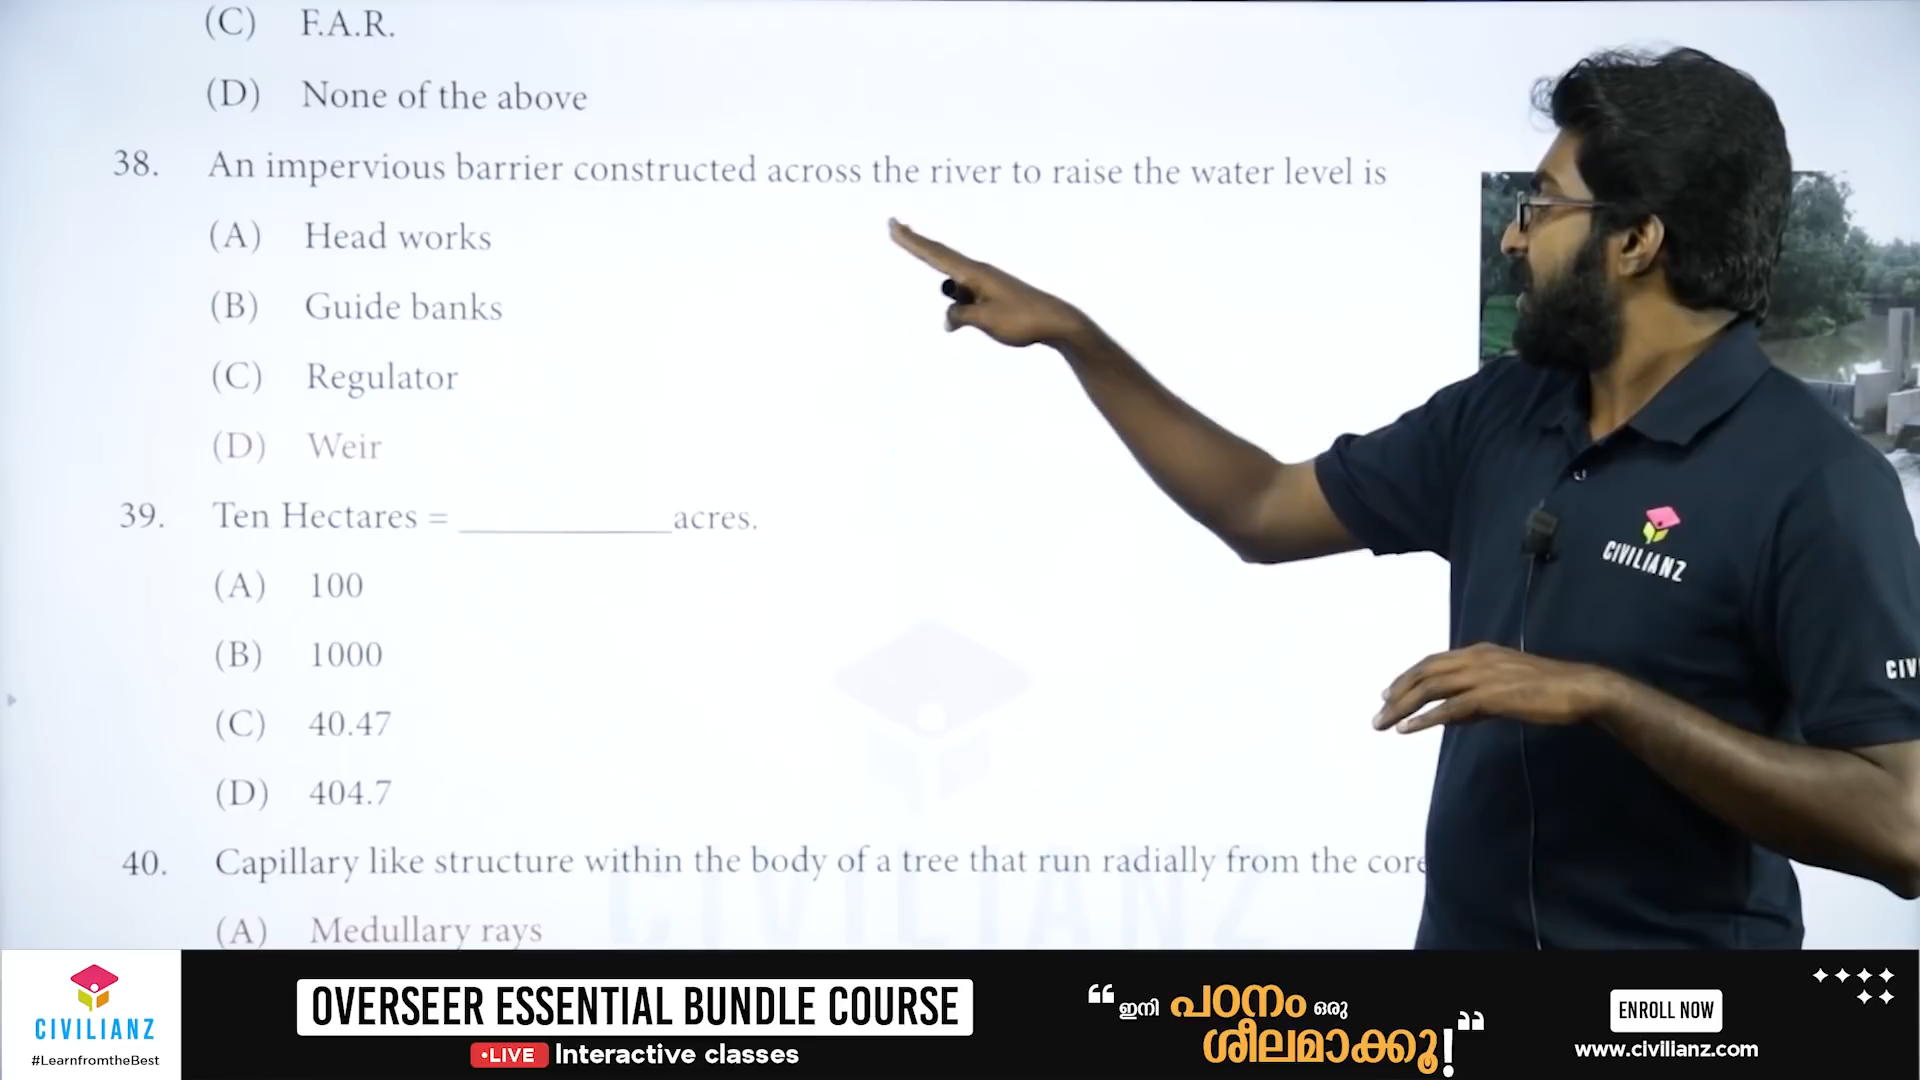 (C) F.A.R.
(D) None of the above
38. An impervious barrier constructed across the river to raise the water level is
(A) Head works
(B) Guide banks
(C) Regulator
(D) Weir
39. Ten Hectares = ____________ acres.
(A) 100
(B) 1000
(C) 40.47
(D) 404.7
40. Capillary like structure within the body of a tree that run radially from the core
(A) Medullary rays
CIVILIANZ
CIVILIANZ
CIV
CIVILIANZ
#LearnfromtheBest
OVERSEER ESSENTIAL BUNDLE COURSE
•LIVE Interactive classes
“ഇനി പഠനം ഒരു
ശീലമാക്കൂ!”
ENROLL NOW
www.civilianz.com